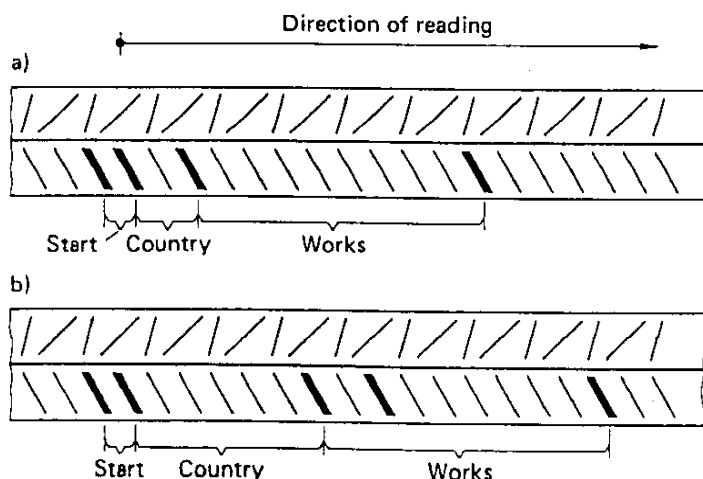 Direction of reading
a)
Start Country Works
b)
Start Country Works